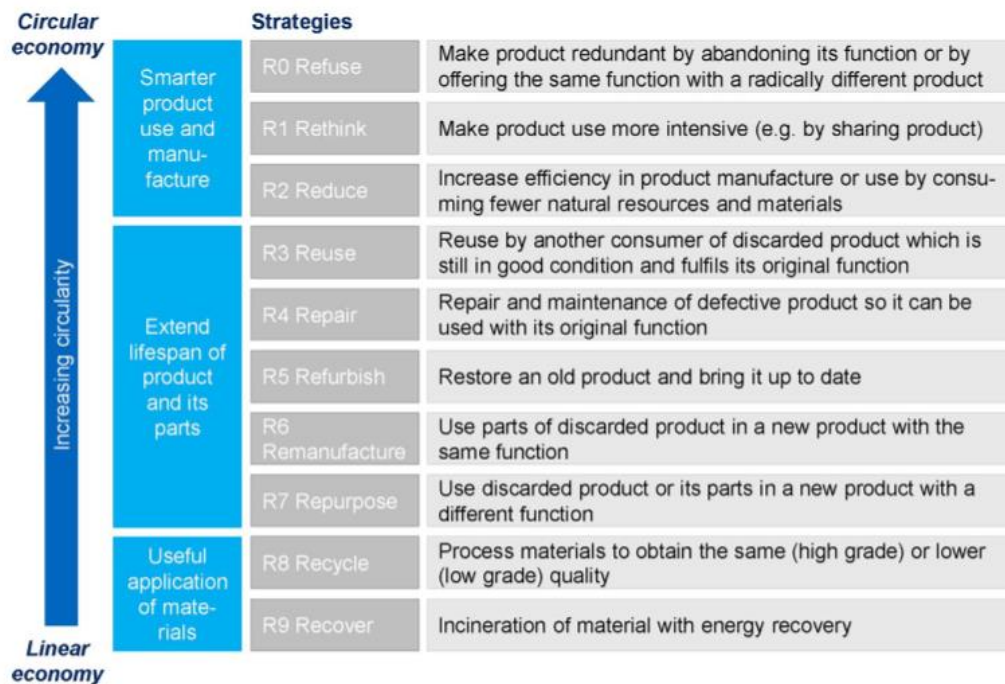 Circular
economy
Strategies
Increasing circularity
Smarter
product
use and
manu-
facture
R0 Refuse
Make product redundant by abandoning its function or by
offering the same function with a radically different product
R1 Rethink
Make product use more intensive (e.g. by sharing product)
R2 Reduce
Increase efficiency in product manufacture or use by consu-
ming fewer natural resources and materials
Extend
lifespan of
product
and its
parts
R3 Reuse
Reuse by another consumer of discarded product which is
still in good condition and fulfils its original function
R4 Repair
Repair and maintenance of defective product so it can be
used with its original function
R5 Refurbish
Restore an old product and bring it up to date
R6
Remanufacture
Use parts of discarded product in a new product with the
same function
R7 Repurpose
Use discarded product or its parts in a new product with a
different function
Useful
application
of mate-
rials
R8 Recycle
Process materials to obtain the same (high grade) or lower
(low grade) quality
R9 Recover
Incineration of material with energy recovery
Linear
economy